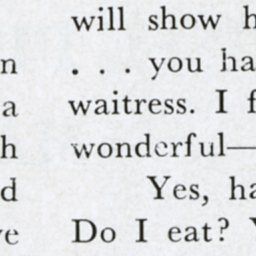 will show h
n . . . you ha
a waitress. I f
h wonderful—
d Yes, ha
ve Do I eat? Y